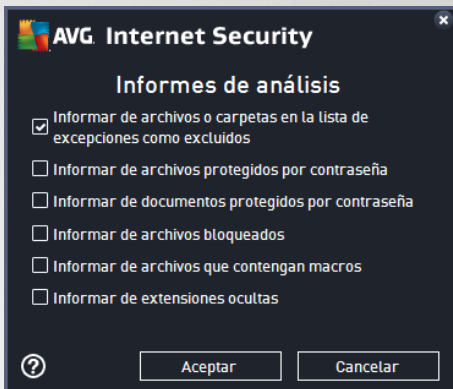 AVG. Internet Security
Informes de análisis
Informar de archivos o carpetas en la lista de
excepciones como excluidos
Informar de archivos protegidos por contraseña
Informar de documentos protegidos por contraseña
Informar de archivos bloqueados
Informar de archivos que contengan macros
Informar de extensiones ocultas
? Aceptar Cancelar